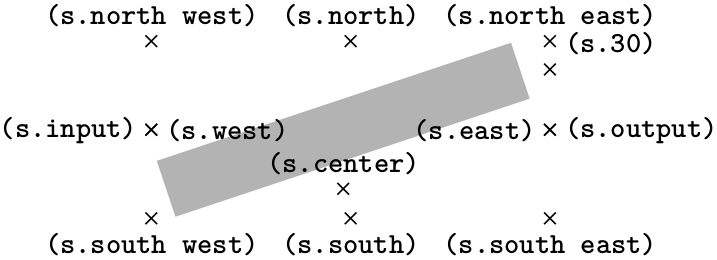 (s.north west) (s.north) (s.north east)
(s.30)
(s.input) (s.west) (s.east) (s.output)
(s.center)
(s.south west) (s.south) (s.south east)